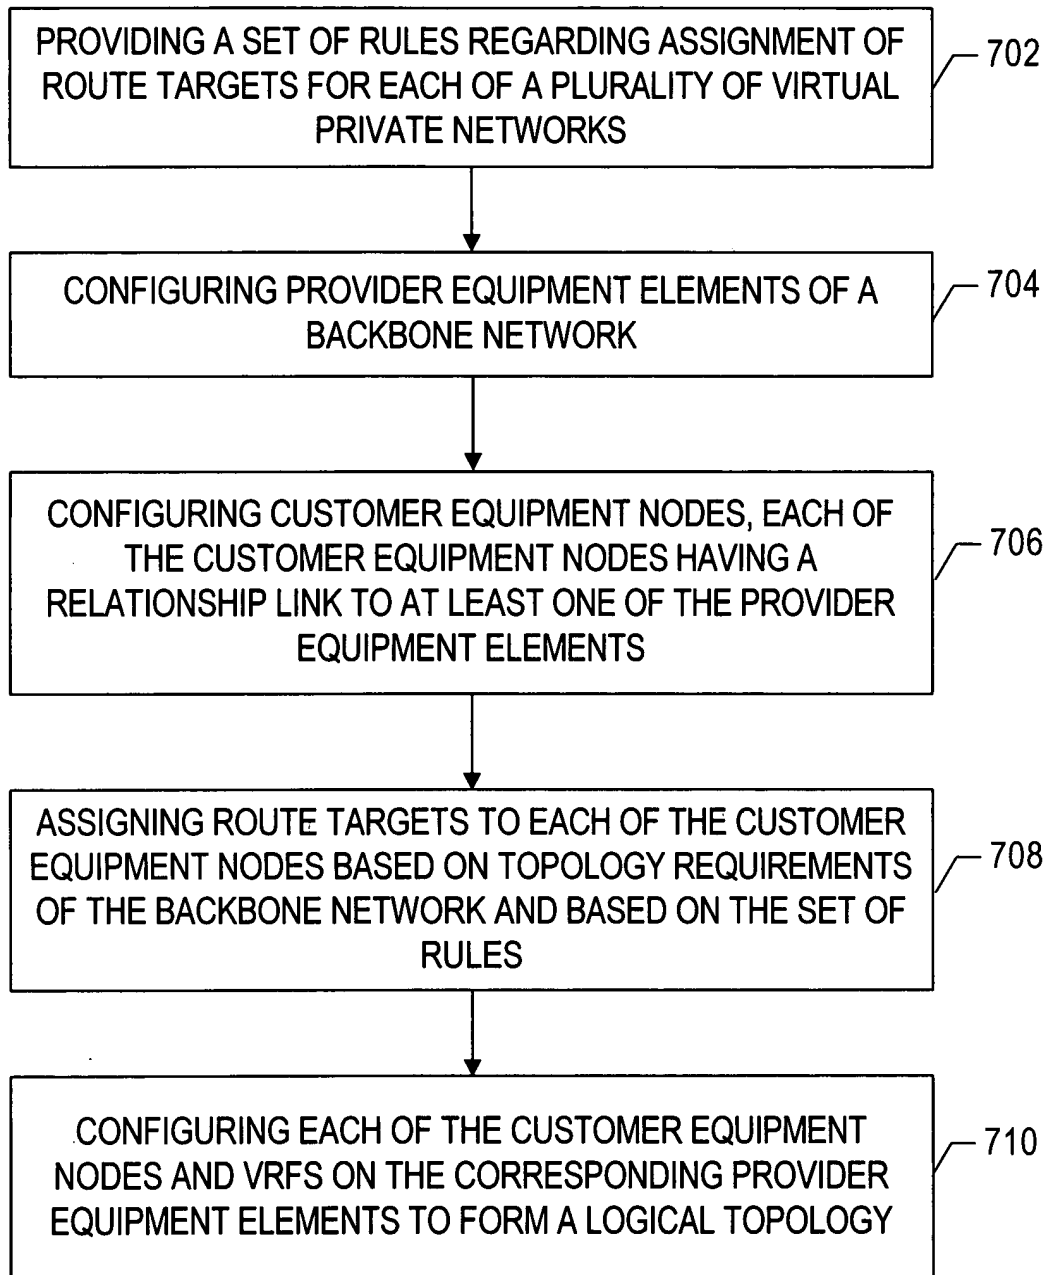 PROVIDING A SET OF RULES REGARDING ASSIGNMENT OF
ROUTE TARGETS FOR EACH OF A PLURALITY OF VIRTUAL
PRIVATE NETWORKS
702
CONFIGURING PROVIDER EQUIPMENT ELEMENTS OF A
BACKBONE NETWORK
704
CONFIGURING CUSTOMER EQUIPMENT NODES, EACH OF
THE CUSTOMER EQUIPMENT NODES HAVING A
RELATIONSHIP LINK TO AT LEAST ONE OF THE PROVIDER
EQUIPMENT ELEMENTS
706
ASSIGNING ROUTE TARGETS TO EACH OF THE CUSTOMER
EQUIPMENT NODES BASED ON TOPOLOGY REQUIREMENTS
OF THE BACKBONE NETWORK AND BASED ON THE SET OF
RULES
708
CONFIGURING EACH OF THE CUSTOMER EQUIPMENT
NODES AND VRFS ON THE CORRESPONDING PROVIDER
EQUIPMENT ELEMENTS TO FORM A LOGICAL TOPOLOGY
710